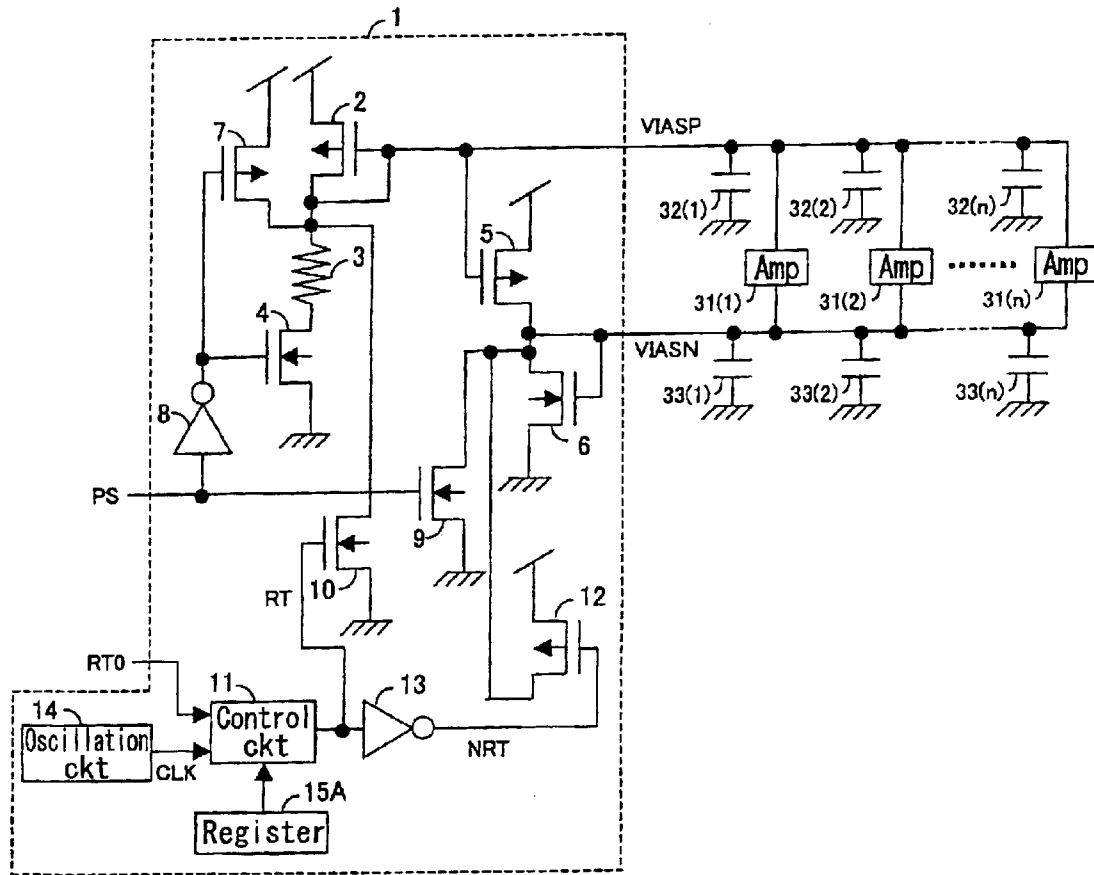 1
2
7
VIASP
32(1)
32(2)
32(n)
5
3
Amp
Amp
Amp
4
31(1)
31(2)
31(n)
VIASN
8
33(1)
33(2)
33(n)
6
PS
9
10
12
RT
RT0
11
13
14
Control
ckt
Oscillation
ckt
CLK
NRT
15A
Register